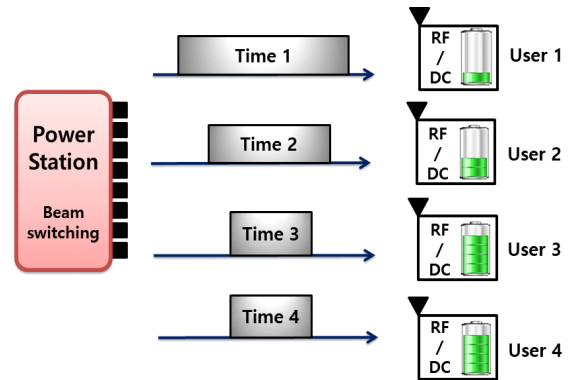 Time 1
RF
/
DC
User 1
Power
Station
Beam
switching
Time 2
RF
/
DC
User 2
Time 3
RF
/
DC
User 3
Time 4
RF
/
DC
User 4